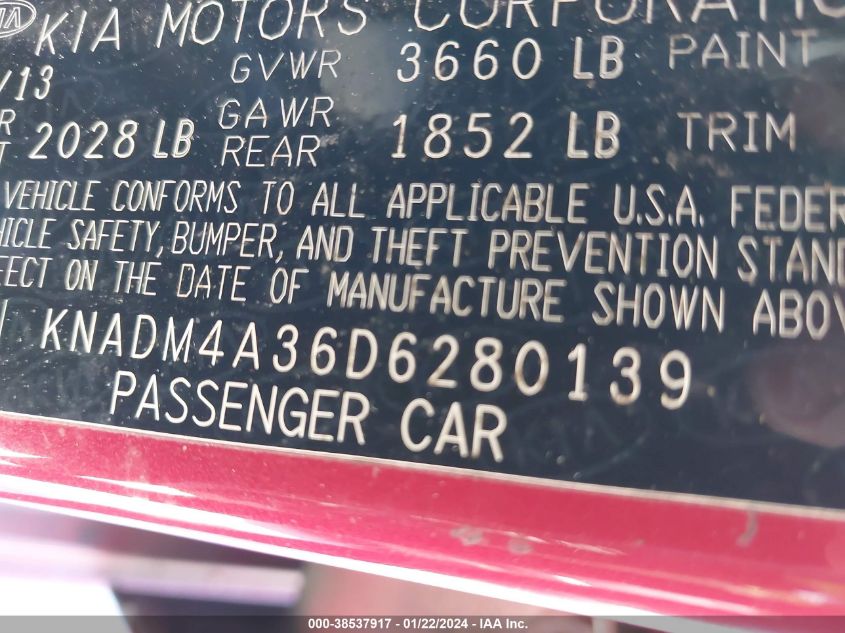 KIA MOTORS CORPORATIO
/13 GVWR 3660 LB PAINT
R GAWR
T 2028 LB REAR 1852 LB TRIM
VEHICLE CONFORMS TO ALL APPLICABLE U.S.A. FEDER
HICLE SAFETY, BUMPER, AND THEFT PREVENTION STAND
FECT ON THE DATE OF MANUFACTURE SHOWN ABOV
KNADM4A36D6280139
PASSENGER CAR
000-38537917 - 01/22/2024 - IAA Inc.